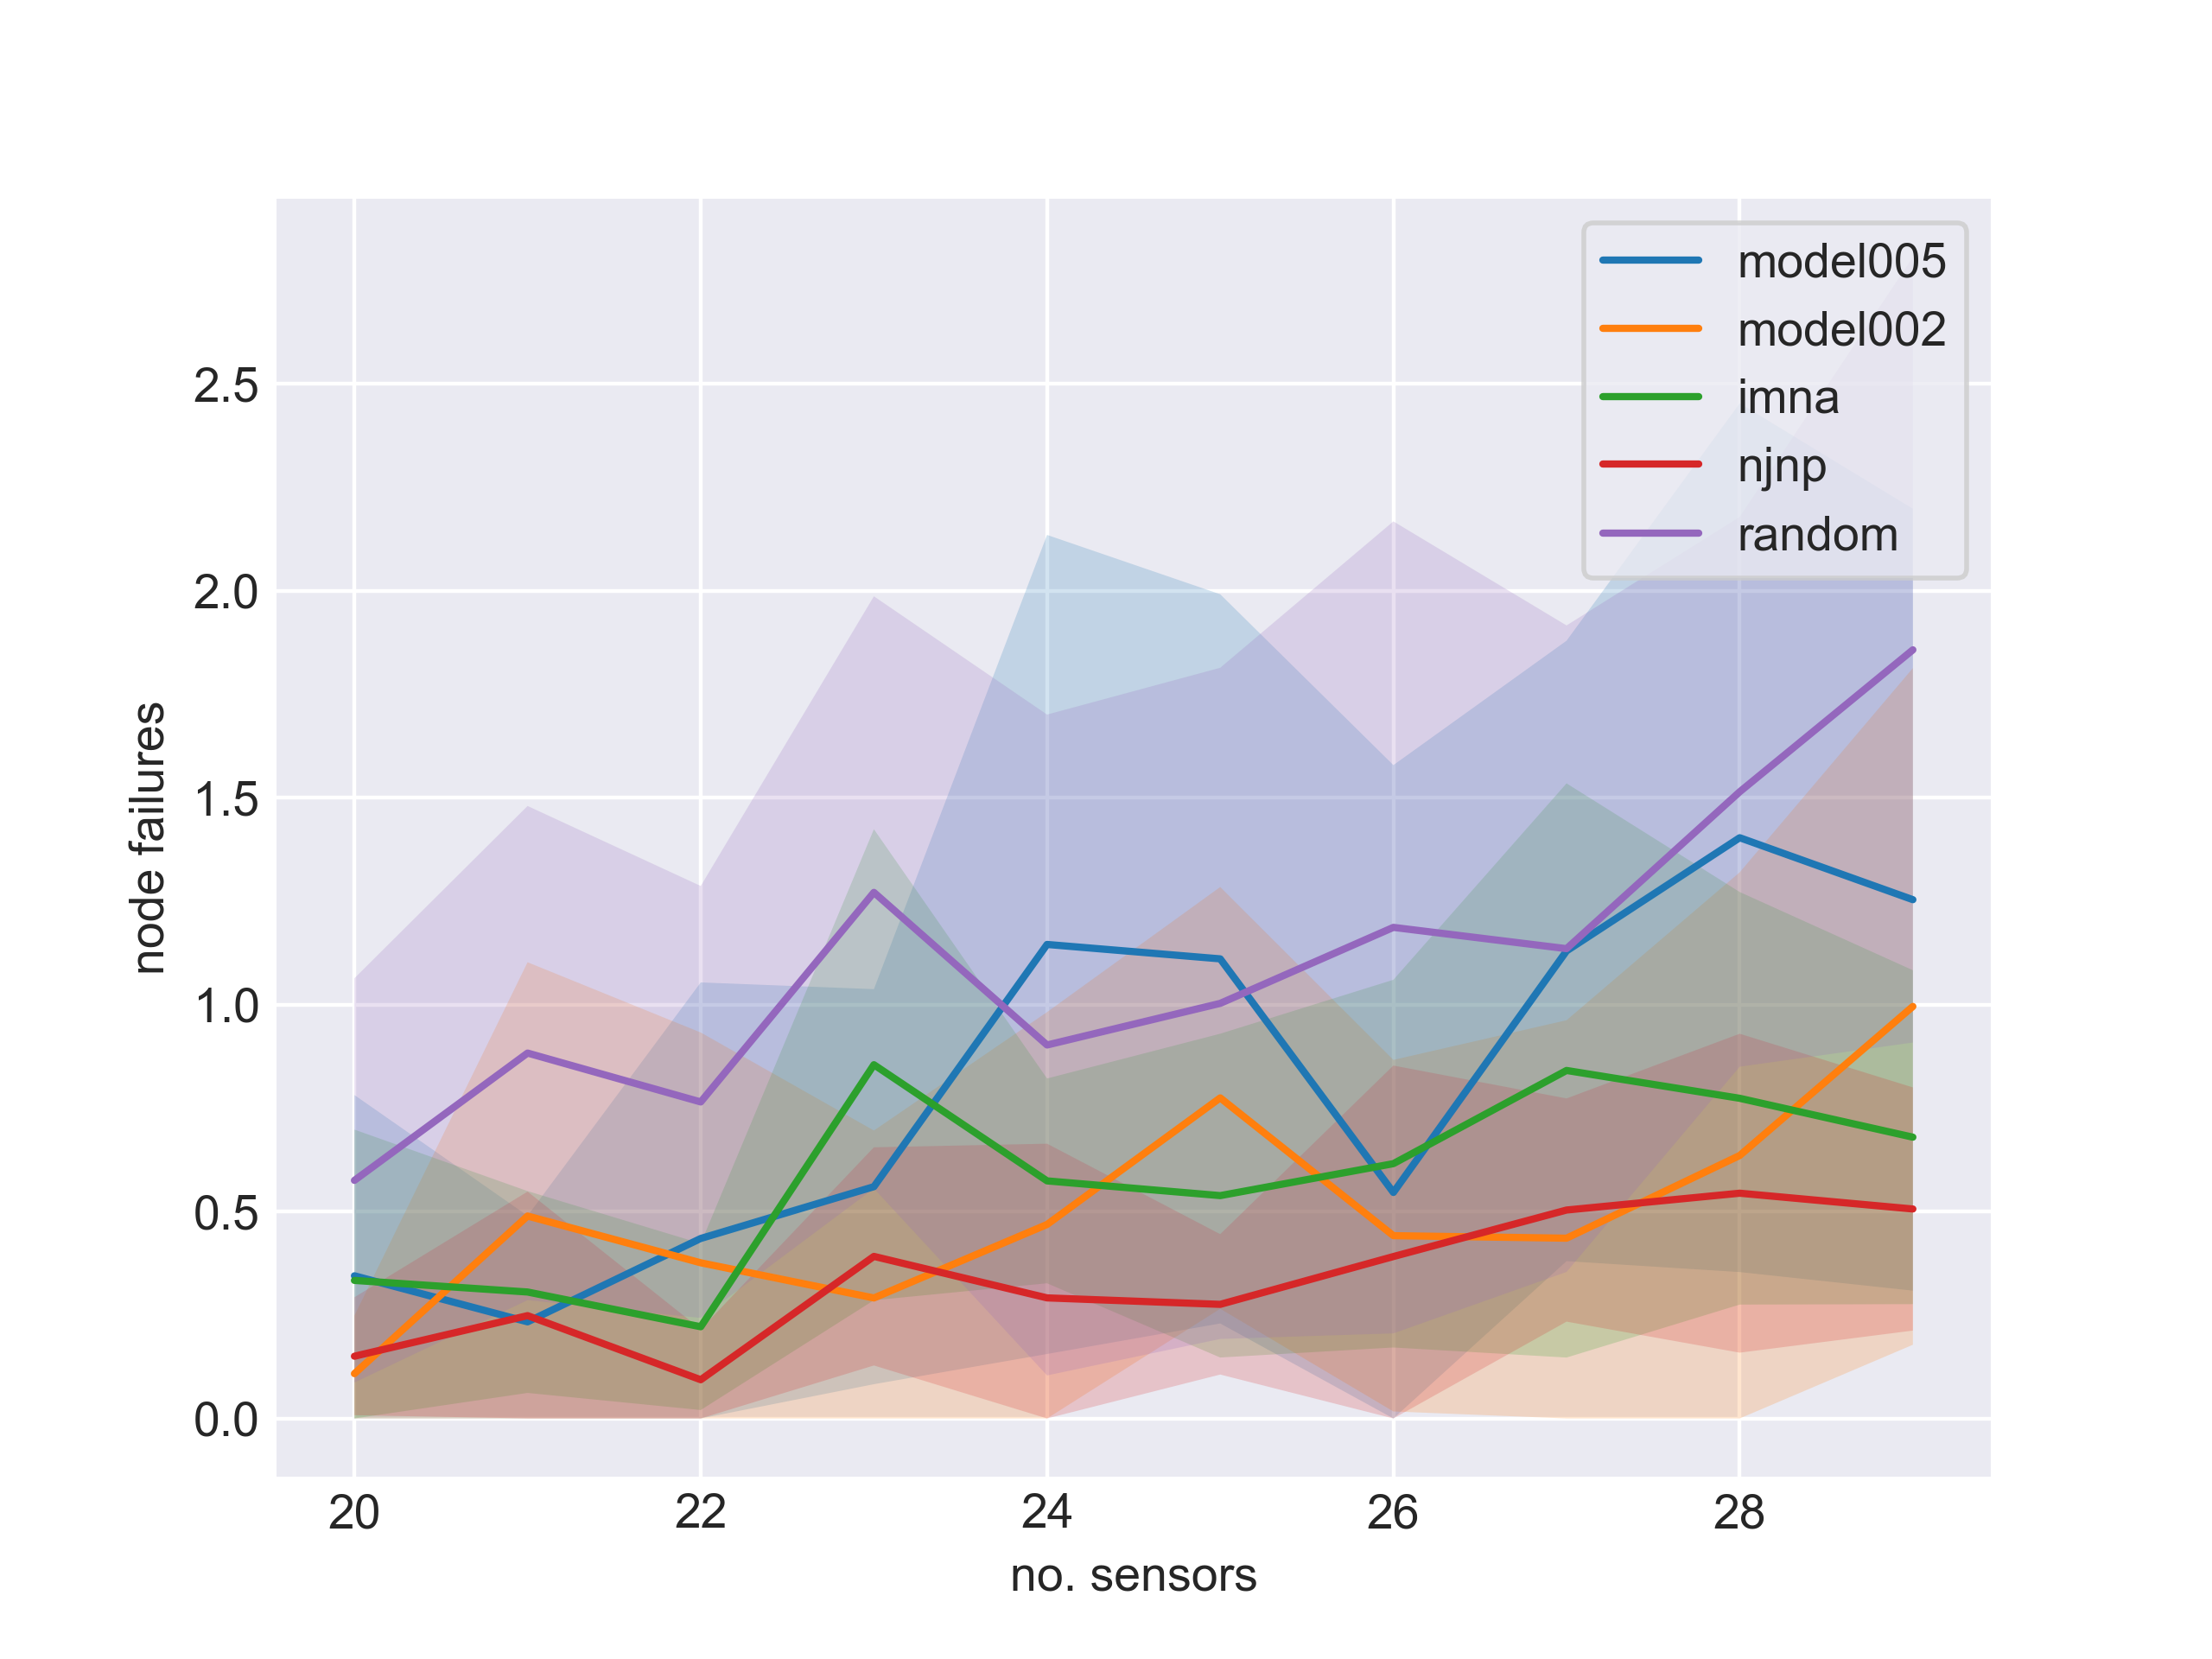 model005
model002
imna
njnp
random
2.5
2.0
1.5
1.0
0.5
0.0
node failures
20 22 24 26 28
no. sensors